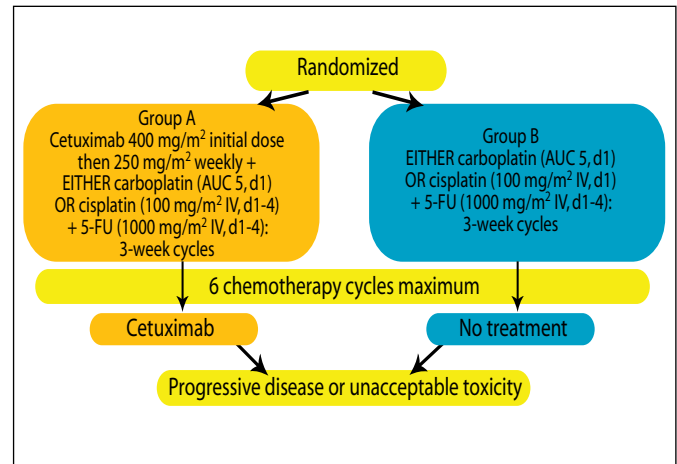 Randomized
Group A
Cetuximab 400 mg/m² initial dose
then 250 mg/m² weekly +
EITHER carboplatin (AUC 5, d1)
OR cisplatin (100 mg/m² IV, d1-4)
+ 5-FU (1000 mg/m² IV, d1-4):
3-week cycles
Group B
EITHER carboplatin (AUC 5, d1)
OR cisplatin (100 mg/m² IV, d1)
+ 5-FU (1000 mg/m² IV, d1-4):
3-week cycles
6 chemotherapy cycles maximum
Cetuximab
No treatment
Progressive disease or unacceptable toxicity